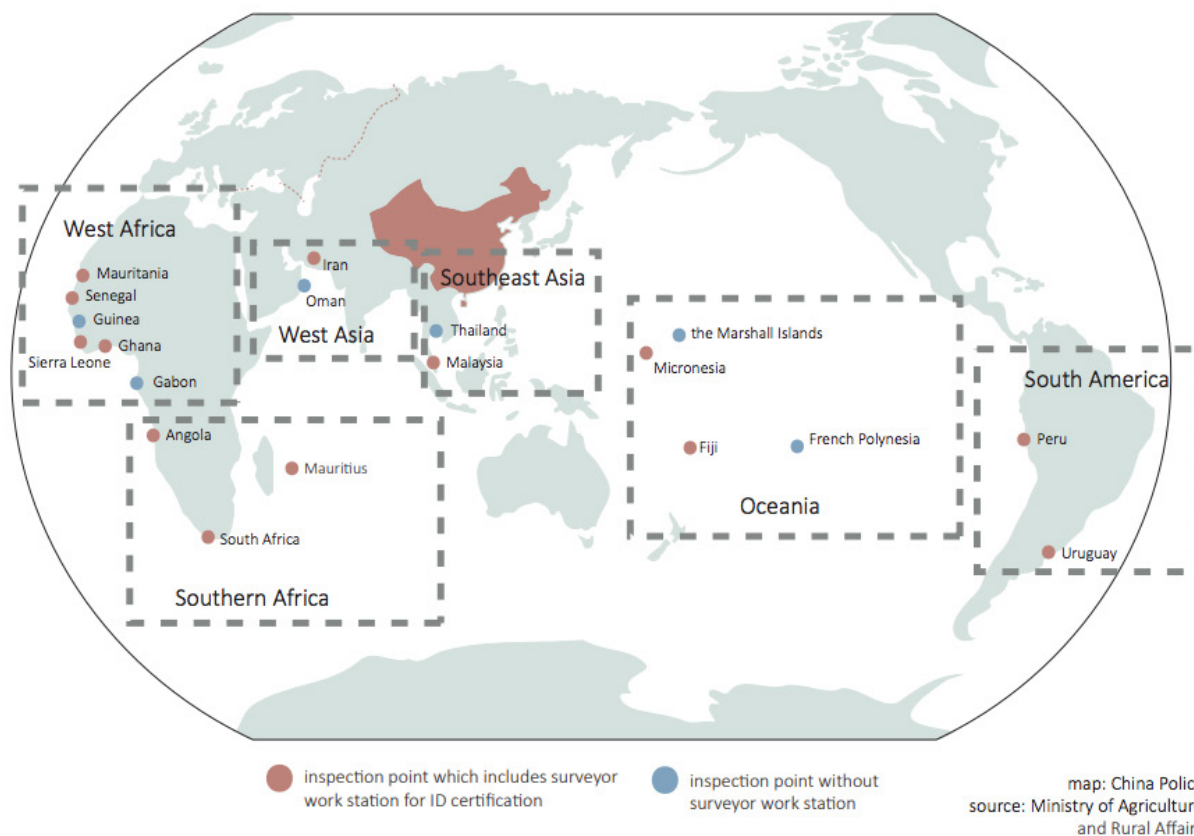 West Africa
Mauritania
Senegal
Guinea
Ghana
Sierra Leone
Gabon
Iran
Oman
West Asia
Southeast Asia
Thailand
Malaysia
the Marshall Islands
Micronesia
Fiji
French Polynesia
Oceania
South America
Peru
Uruguay
Angola
Mauritius
South Africa
Southern Africa
inspection point which includes surveyor
work station for ID certification
inspection point without
surveyor work station
map: China Polic
source: Ministry of Agricultur
and Rural Affair